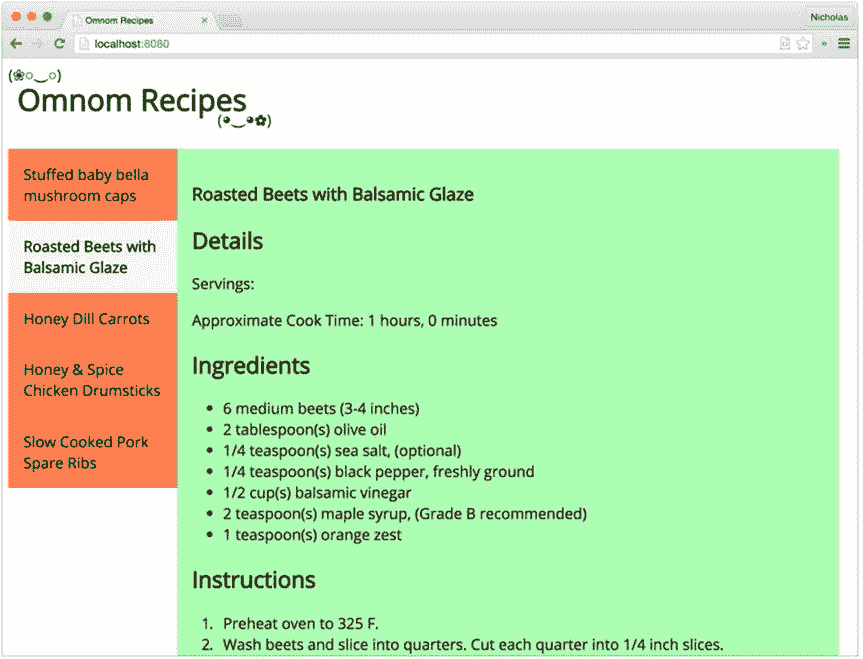 Omnom Recipes
Nicholas
localhost:8080
(❀○‿○)
Omnom Recipes
(◕‿◕✿)
Stuffed baby bella
mushroom caps
Roasted Beets with
Balsamic Glaze
Honey Dill Carrots
Honey & Spice
Chicken Drumsticks
Slow Cooked Pork
Spare Ribs
Roasted Beets with Balsamic Glaze
Details
Servings:
Approximate Cook Time: 1 hours, 0 minutes
Ingredients
• 6 medium beets (3-4 inches)
• 2 tablespoon(s) olive oil
• 1/4 teaspoon(s) sea salt, (optional)
• 1/4 teaspoon(s) black pepper, freshly ground
• 1/2 cup(s) balsamic vinegar
• 2 teaspoon(s) maple syrup, (Grade B recommended)
• 1 teaspoon(s) orange zest
Instructions
1. Preheat oven to 325 F.
2. Wash beets and slice into quarters. Cut each quarter into 1/4 inch slices.